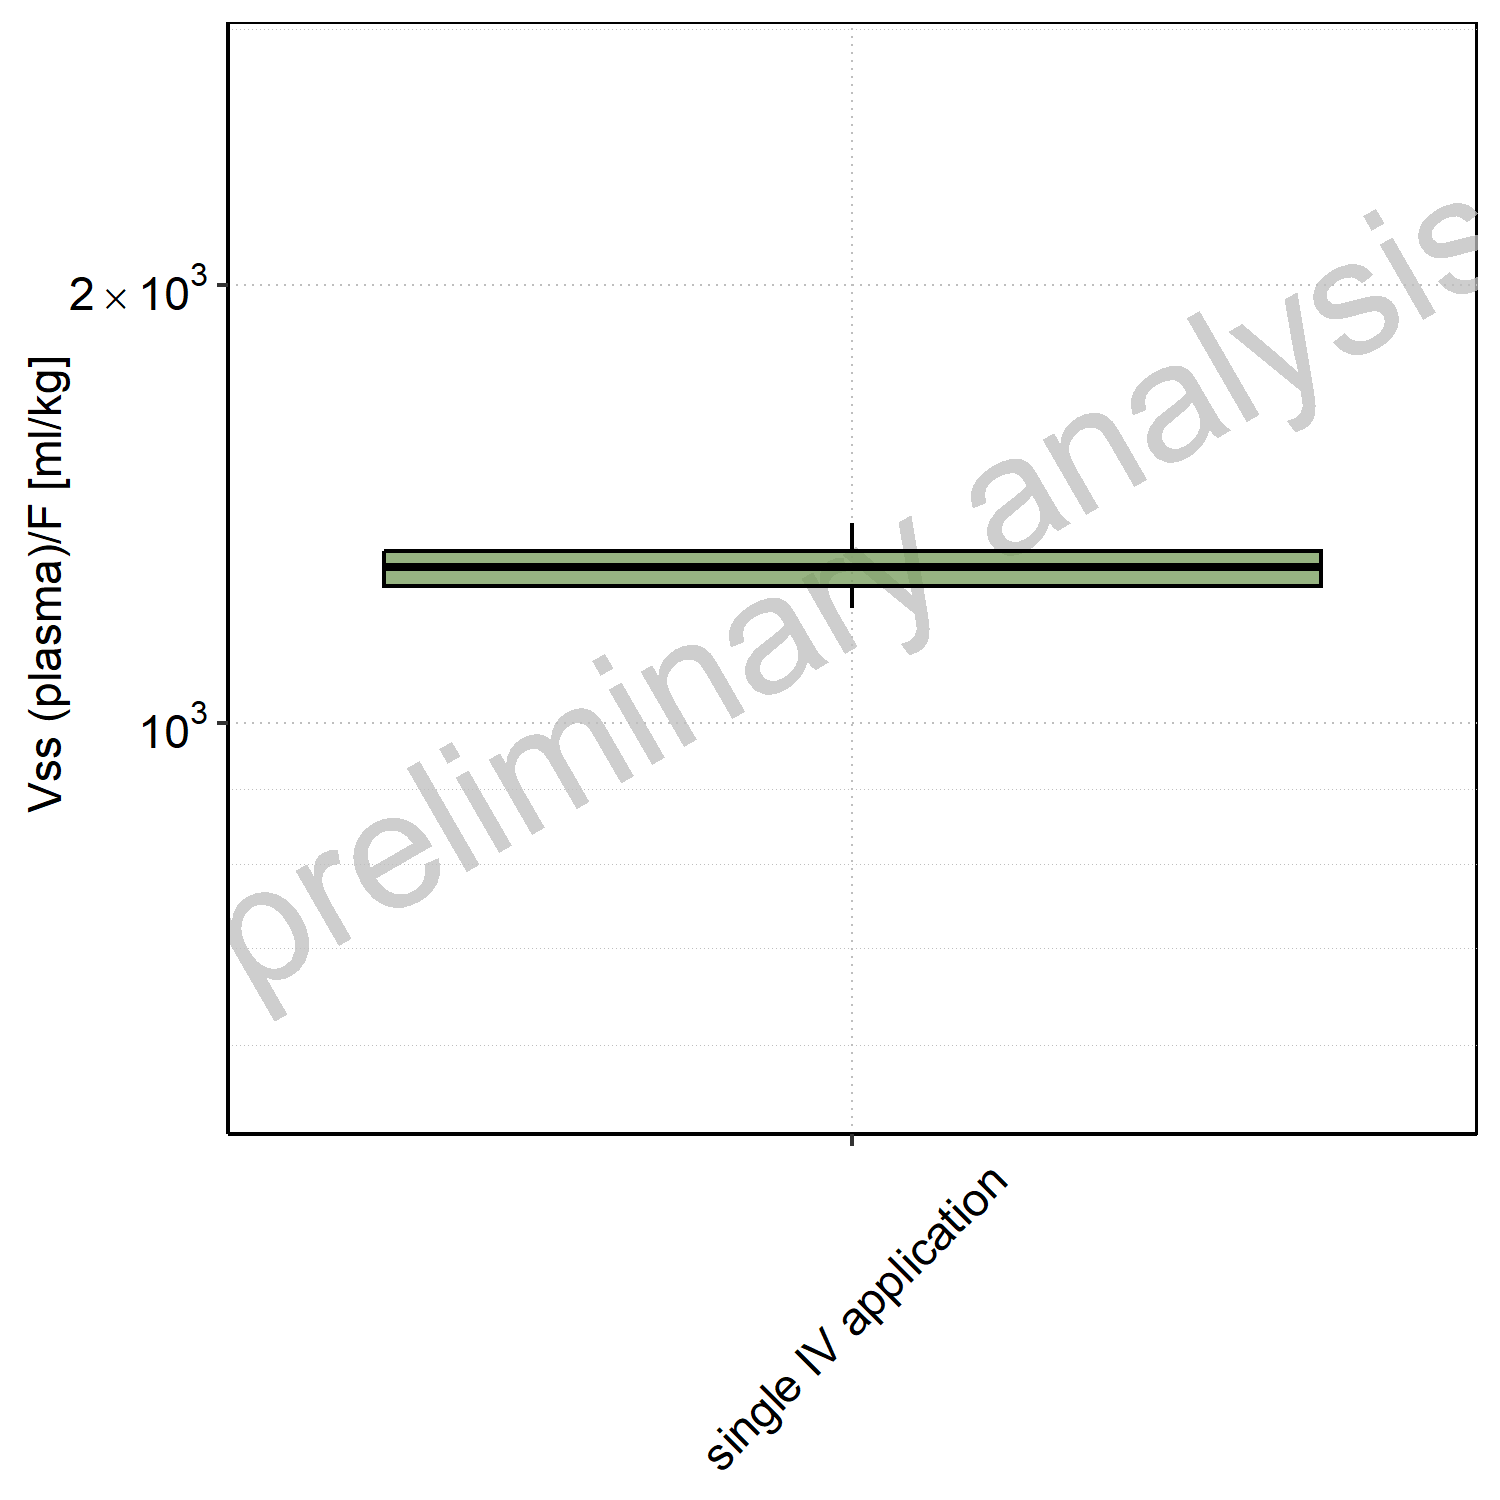 2 × 10³
10³
Vss (plasma)/F [ml/kg]
preliminary analysis
single IV application